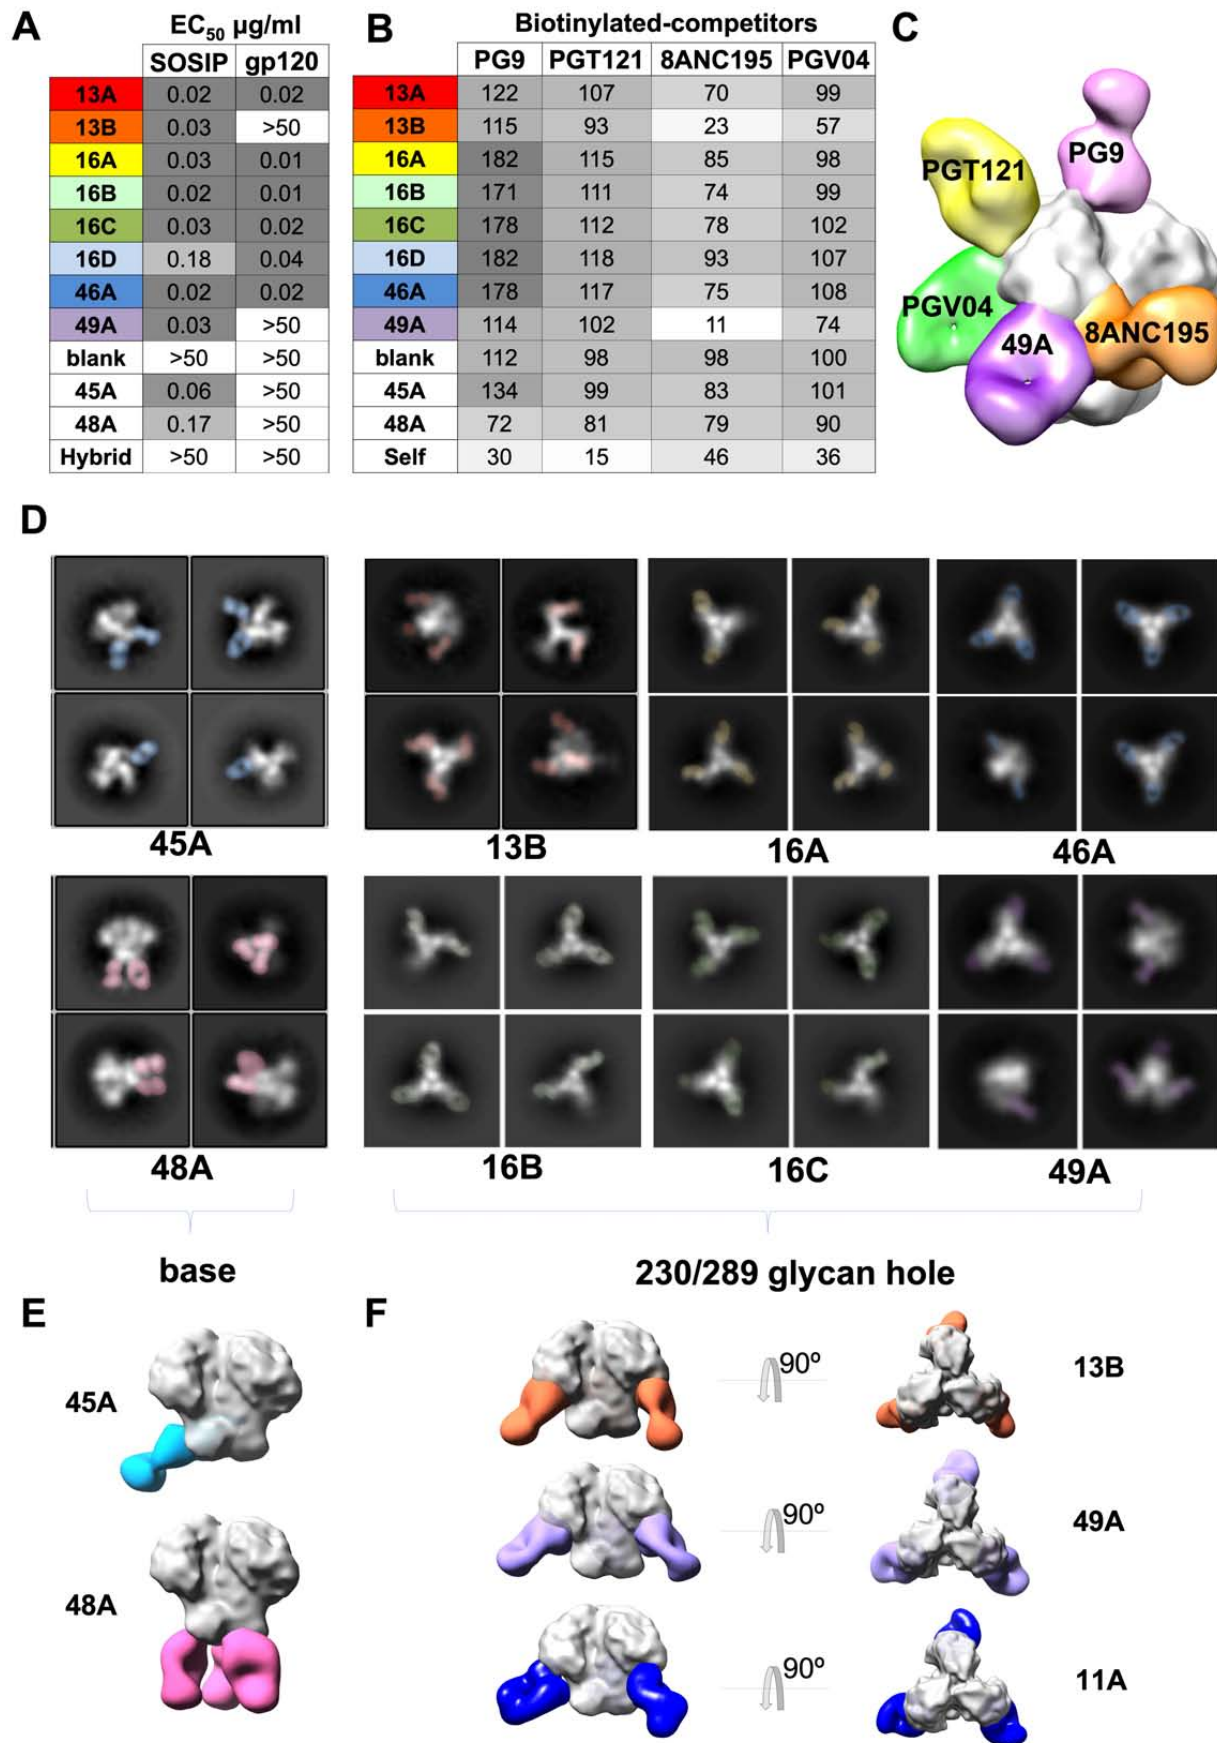 A
EC50 µg/ml
SOSIP gp120
13A 0.02 0.02
13B 0.03 >50
16A 0.03 0.01
16B 0.02 0.01
16C 0.03 0.02
16D 0.18 0.04
46A 0.02 0.02
49A 0.03 >50
blank >50 >50
45A 0.06 >50
48A 0.17 >50
Hybrid >50 >50
B
Biotinylated-competitors
PG9 PGT121 8ANC195 PGV04
13A 122 107 70 99
13B 115 93 23 57
16A 182 115 85 98
16B 171 111 74 99
16C 178 112 78 102
16D 182 118 93 107
46A 178 117 75 108
49A 114 102 11 74
blank 112 98 98 100
45A 134 99 83 101
48A 72 81 79 90
Self 30 15 46 36
C
PG9
PGT121
PGV04
49A
8ANC195
D
45A 13B 16A 46A
48A 16B 16C 49A
base 230/289 glycan hole
E
45A
48A
F
90º 13B
90º 49A
90º 11A